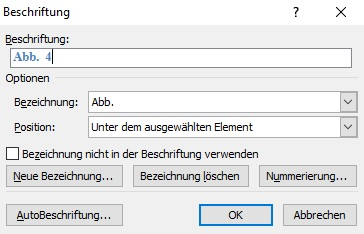 Beschriftung ? ×
Beschriftung:
Abb. 4
Optionen
Bezeichnung: Abb.
Position: Unter dem ausgewählten Element
Bezeichnung nicht in der Beschriftung verwenden
Neue Bezeichnung... Bezeichnung löschen Nummerierung...
AutoBeschriftung... OK Abbrechen